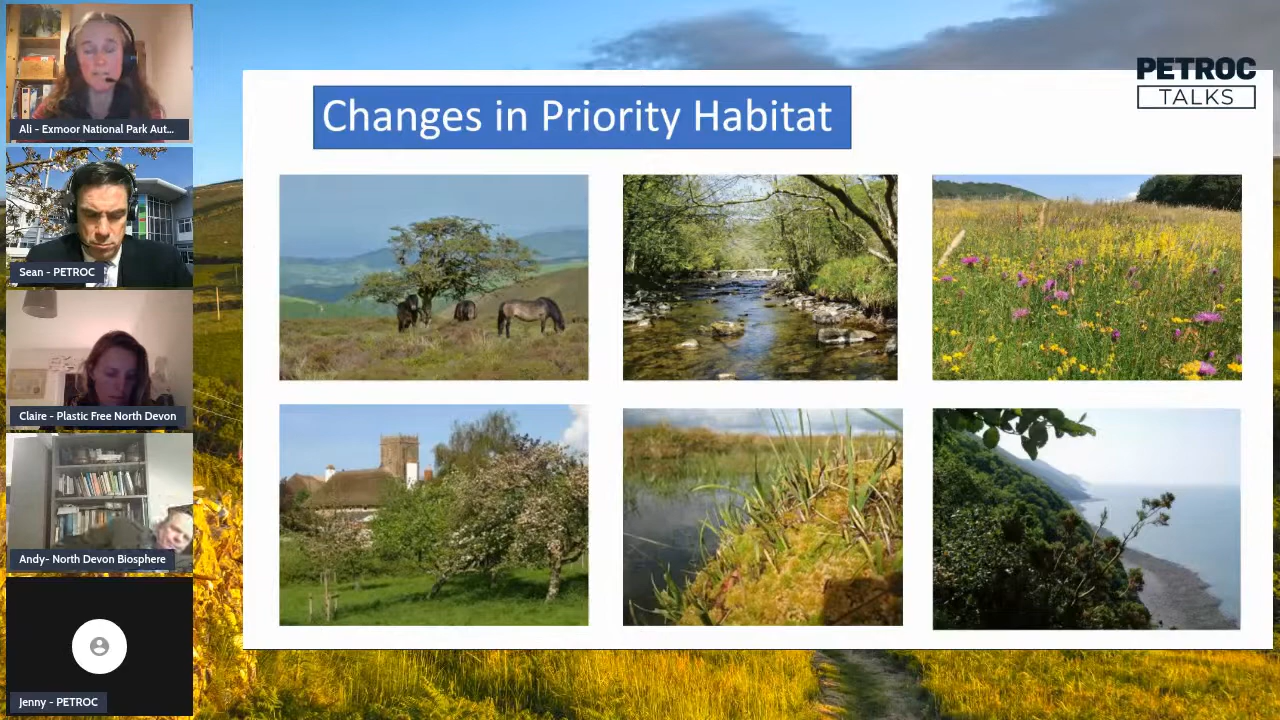 Ali - Exmoor National Park Aut...
Sean - PETROC
Claire - Plastic Free North Devon
Andy- North Devon Biosphere
Jenny - PETROC
Changes in Priority Habitat
PETROC
TALKS